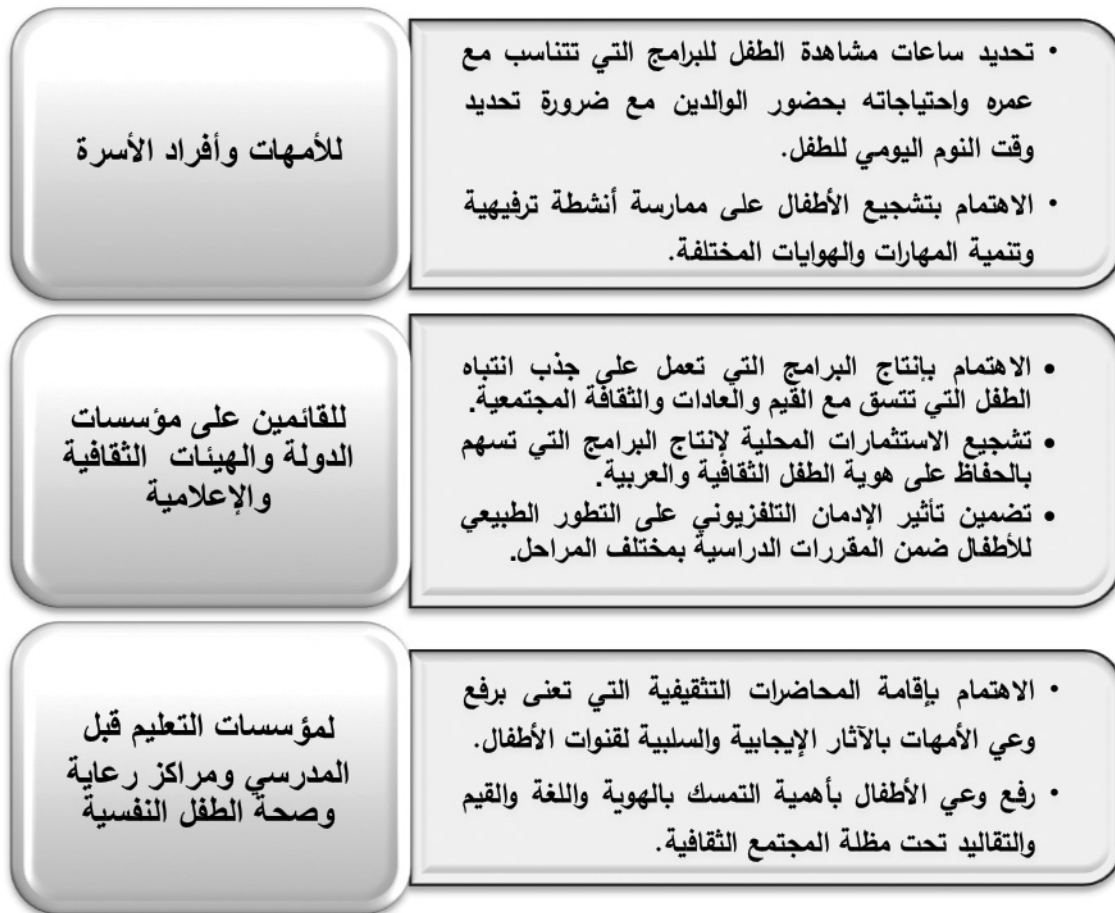 للأمهات وأفراد الأسرة
• تحديد ساعات مشاهدة الطفل للبرامج التي تتناسب مع
عمره واحتياجاته بحضور الوالدين مع ضرورة تحديد
وقت النوم اليومي للطفل.
• الاهتمام بتشجيع الأطفال على ممارسة أنشطة ترفيهية
وتنمية المهارات والهوايات المختلفة.
للقائمين على مؤسسات
الدولة والهيئات الثقافية
والإعلامية
• الاهتمام بإنتاج البرامج التي تعمل على جذب انتباه
الطفل التي تتسق مع القيم والعادات والثقافة المجتمعية.
• تشجيع الاستثمارات المحلية لإنتاج البرامج التي تسهم
بالحفاظ على هوية الطفل الثقافية والعربية.
• تضمين تأثير الإدمان التلفزيوني على التطور الطبيعي
للأطفال ضمن المقررات الدراسية بمختلف المراحل.
لمؤسسات التعليم قبل
المدرسي ومراكز رعاية
وصحة الطفل النفسية
• الاهتمام بإقامة المحاضرات التثقيفية التي تعنى برفع
وعي الأمهات بالآثار الإيجابية والسلبية لقنوات الأطفال.
• رفع وعي الأطفال بأهمية التمسك بالهوية واللغة والقيم
والتقاليد تحت مظلة المجتمع الثقافية.